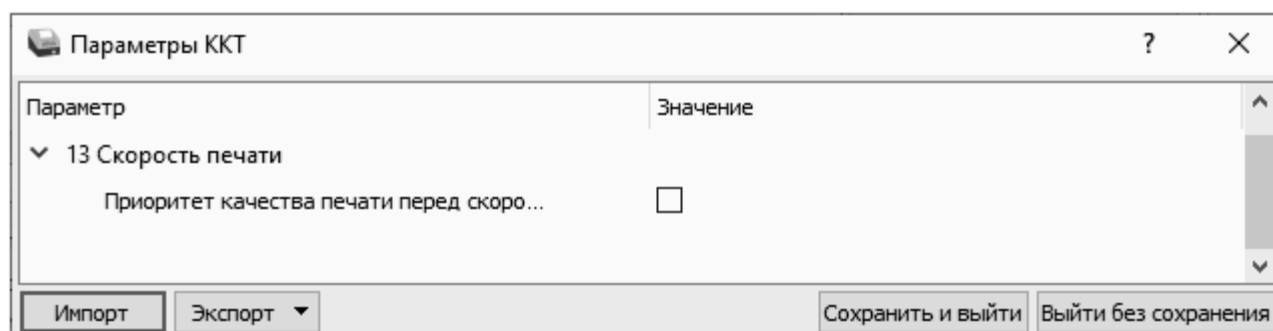 Параметры ККТ ?
Параметр Значение
13 Скорость печати
Приоритет качества печати перед скоро...
Импорт Экспорт Сохранить и выйти Выйти без сохранения